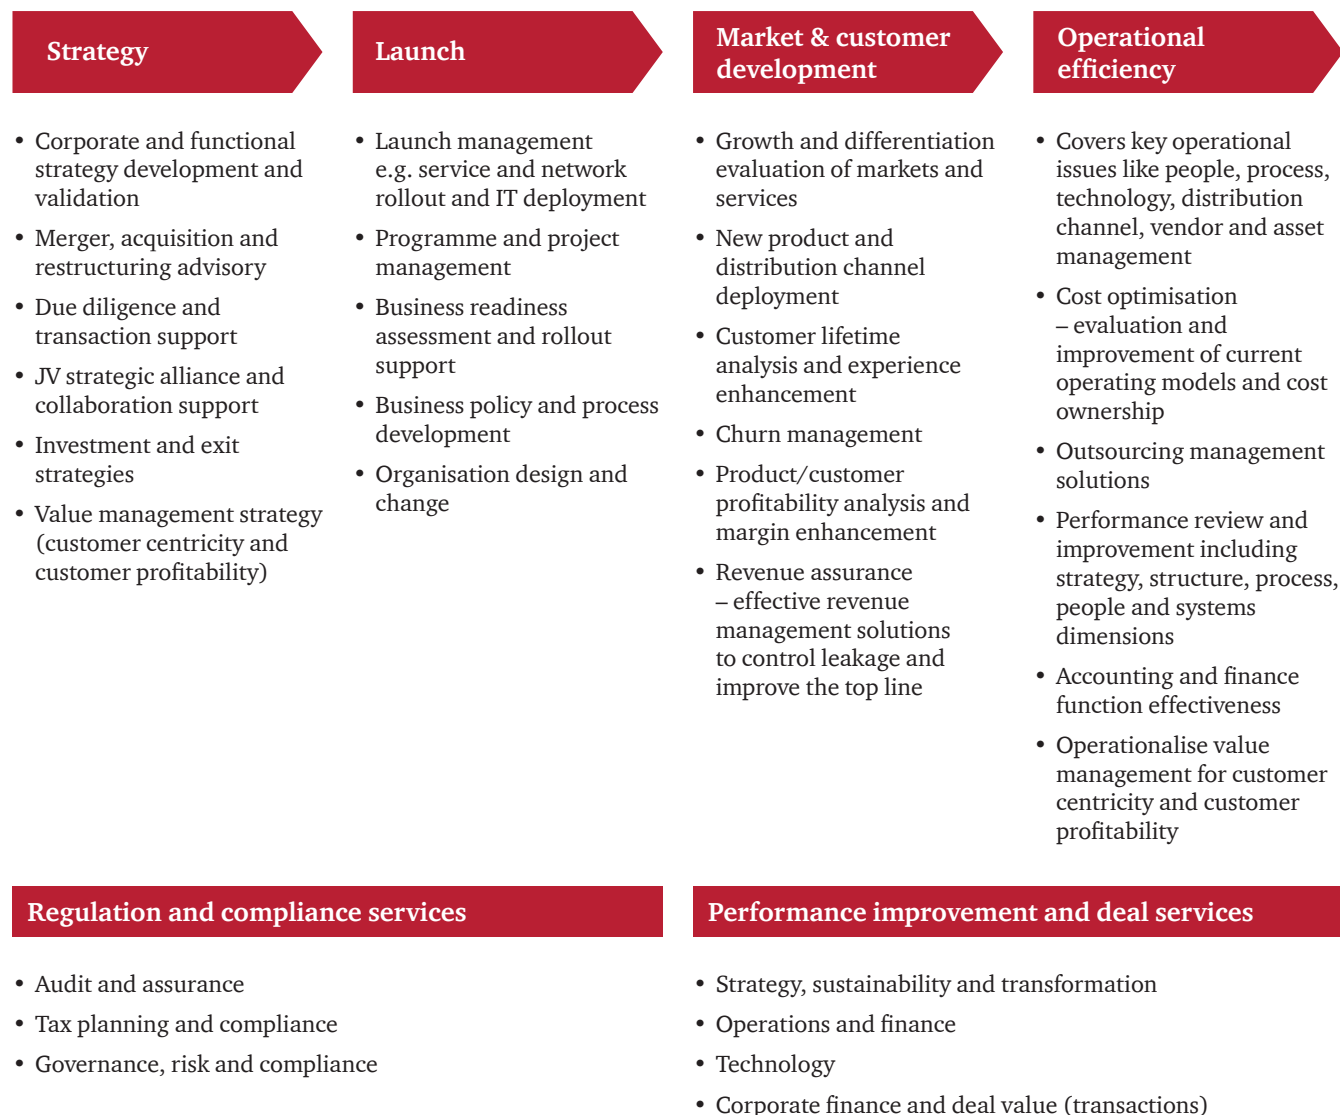 Strategy
• Corporate and functional
strategy development and
validation
• Merger, acquisition and
restructuring advisory
• Due diligence and
transaction support
• JV strategic alliance and
collaboration support
• Investment and exit
strategies
• Value management strategy
(customer centricity and
customer profitability)
Launch
• Launch management
e.g. service and network
rollout and IT deployment
• Programme and project
management
• Business readiness
assessment and rollout
support
• Business policy and process
development
• Organisation design and
change
Market & customer
development
• Growth and differentiation
evaluation of markets and
services
• New product and
distribution channel
deployment
• Customer lifetime
analysis and experience
enhancement
• Churn management
• Product/customer
profitability analysis and
margin enhancement
• Revenue assurance
– effective revenue
management solutions
to control leakage and
improve the top line
Operational
efficiency
• Covers key operational
issues like people, process,
technology, distribution
channel, vendor and asset
management
• Cost optimisation
– evaluation and
improvement of current
operating models and cost
ownership
• Outsourcing management
solutions
• Performance review and
improvement including
strategy, structure, process,
people and systems
dimensions
• Accounting and finance
function effectiveness
• Operationalise value
management for customer
centricity and customer
profitability
Regulation and compliance services
• Audit and assurance
• Tax planning and compliance
• Governance, risk and compliance
Performance improvement and deal services
• Strategy, sustainability and transformation
• Operations and finance
• Technology
• Corporate finance and deal value (transactions)